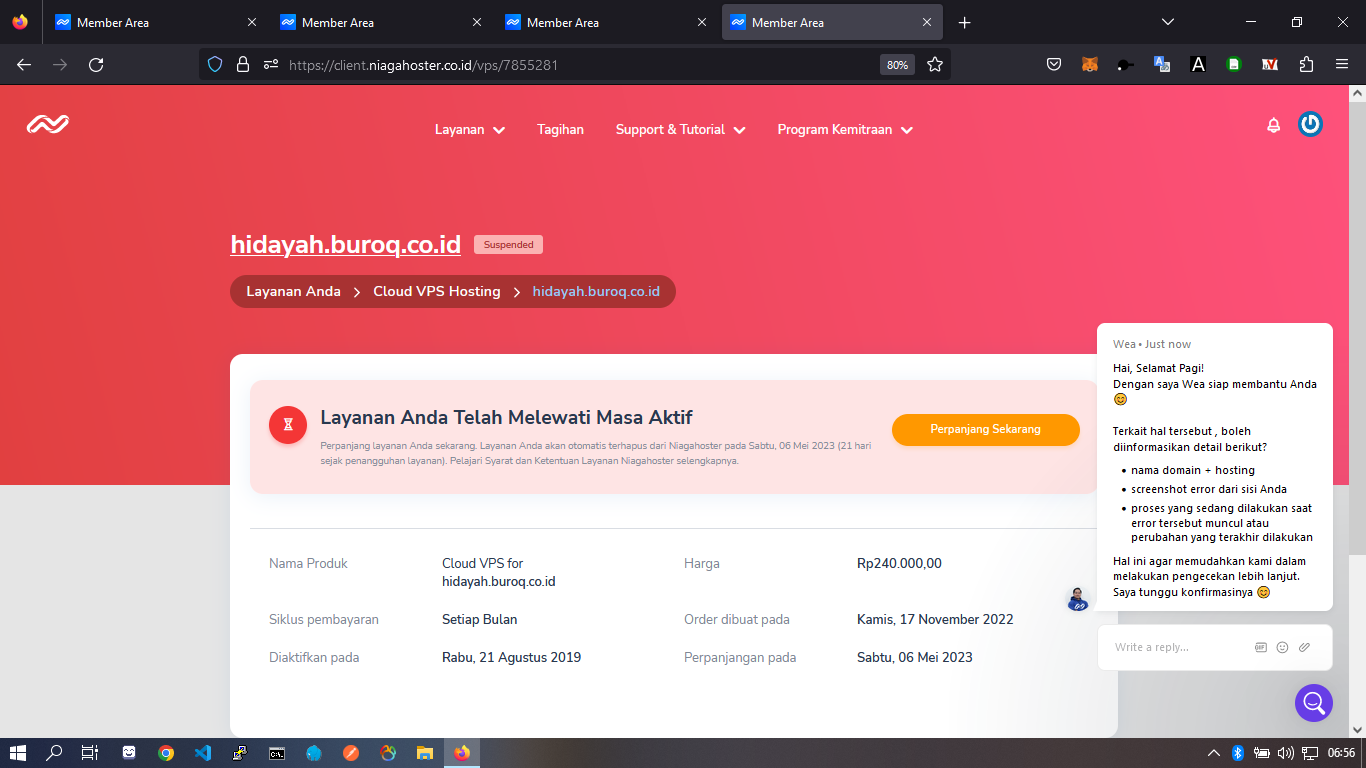 Member Area
Member Area
Member Area
Member Area
https://client.niagahoster.co.id/vps/7855281
80%
Layanan
Tagihan
Support & Tutorial
Program Kemitraan
hidayah.buroq.co.id
Suspended
Layanan Anda
Cloud VPS Hosting
hidayah.buroq.co.id
Layanan Anda Telah Melewati Masa Aktif
Perpanjang layanan Anda sekarang. Layanan Anda akan otomatis terhapus dari Niagahoster pada Sabtu, 06 Mei 2023 (21 hari
sejak penangguhan layanan). Pelajari Syarat dan Ketentuan Layanan Niagahoster selengkapnya.
Perpanjang Sekarang
Nama Produk
Cloud VPS for
hidayah.buroq.co.id
Harga
Rp240.000,00
Siklus pembayaran
Setiap Bulan
Order dibuat pada
Kamis, 17 November 2022
Diaktifkan pada
Rabu, 21 Agustus 2019
Perpanjangan pada
Sabtu, 06 Mei 2023
Wea • Just now
Hai, Selamat Pagi!
Dengan saya Wea siap membantu Anda
😊
Terkait hal tersebut , boleh
diinformasikan detail berikut?
• nama domain + hosting
• screenshot error dari sisi Anda
• proses yang sedang dilakukan saat
error tersebut muncul atau
perubahan yang terakhir dilakukan
Hal ini agar memudahkan kami dalam
melakukan pengecekan lebih lanjut.
Saya tunggu konfirmasinya 😊
Write a reply...
GIF
06:56